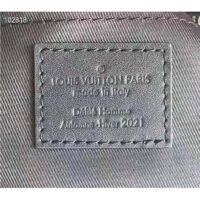 102818
LOUIS VUITTON PARIS
made in Italy
Défilé Homme
Automne-Hiver 2021